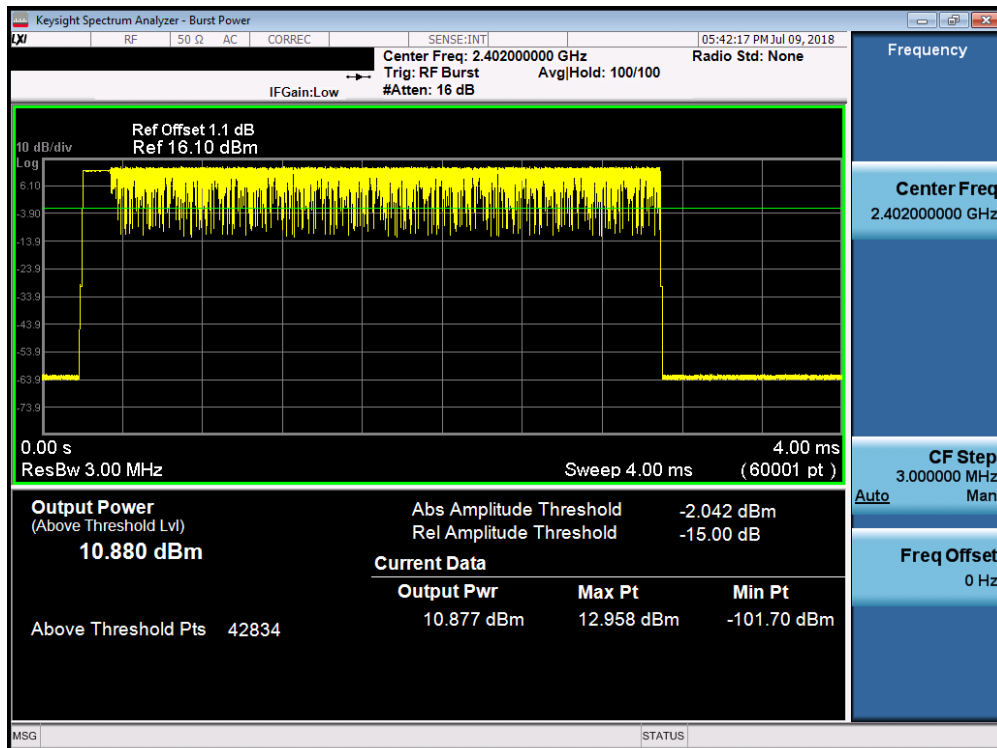 Keysight Spectrum Analyzer - Burst Power
LXI RF 50 Ω AC CORREC SENSE:INT 05:42:17 PM Jul 09, 2018
Center Freq: 2.402000000 GHz Radio Std: None
Trig: RF Burst Avg|Hold: 100/100
IFGain:Low #Atten: 16 dB
Frequency
Ref Offset 1.1 dB
10 dB/div Ref 16.10 dBm
Log
6.10
-3.90
-13.9
-23.9
-33.9
-43.9
-53.9
-63.9
-73.9
0.00 s 4.00 ms
ResBw 3.00 MHz Sweep 4.00 ms (60001 pt)
Center Freq
2.402000000 GHz
CF Step
3.000000 MHz
Auto Man
Freq Offset
0 Hz
Output Power
(Above Threshold Lvl)
10.880 dBm
Above Threshold Pts 42834
Abs Amplitude Threshold -2.042 dBm
Rel Amplitude Threshold -15.00 dB
Current Data
Output Pwr Max Pt Min Pt
10.877 dBm 12.958 dBm -101.70 dBm
MSG STATUS